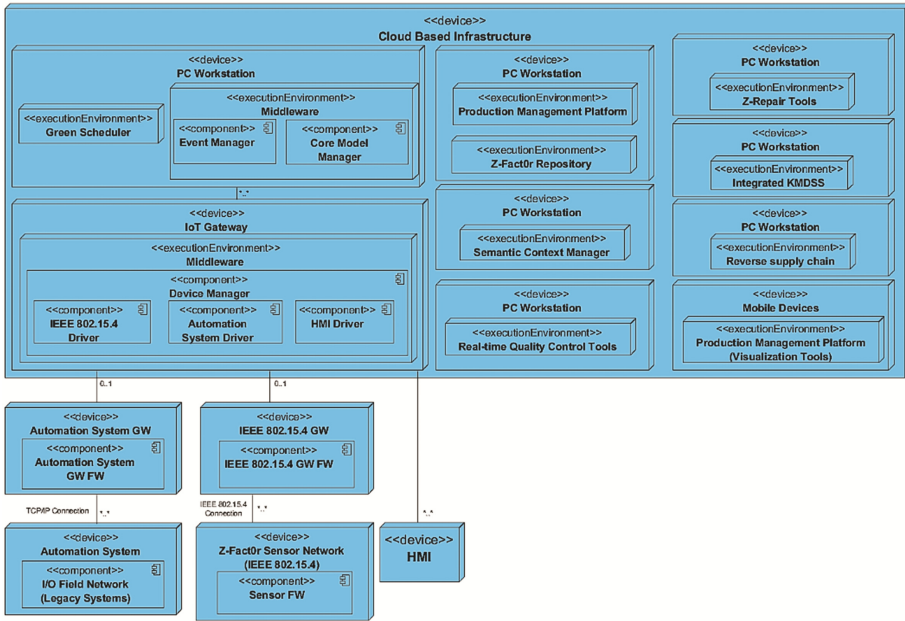 <<device>>
Cloud Based Infrastructure
<<device>>
PC Workstation
<<executionEnvironment>>
Green Scheduler
<<executionEnvironment>>
Middleware
<<component>>
Event Manager
<<component>>
Core Model
Manager
*..*
<<device>>
IoT Gateway
<<executionEnvironment>>
Middleware
<<component>>
Device Manager
<<component>>
IEEE 802.15.4
Driver
<<component>>
Automation
System Driver
<<component>>
HMI Driver
<<device>>
PC Workstation
<<executionEnvironment>>
Production Management Platform
<<executionEnvironment>>
Z-Fact0r Repository
<<device>>
PC Workstation
<<executionEnvironment>>
Semantic Context Manager
<<device>>
PC Workstation
<<executionEnvironment>>
Real-time Quality Control Tools
<<device>>
PC Workstation
<<executionEnvironment>>
Z-Repair Tools
<<device>>
PC Workstation
<<executionEnvironment>>
Integrated KMDSS
<<device>>
PC Workstation
<<executionEnvironment>>
Reverse supply chain
<<device>>
Mobile Devices
<<executionEnvironment>>
Production Management Platform
(Visualization Tools)
0..1
0..1
<<device>>
Automation System GW
<<component>>
Automation System
GW FW
<<device>>
IEEE 802.15.4 GW
<<component>>
IEEE 802.15.4 GW FW
TCP/IP Connection
*..*
IEEE 802.15.4
Connection
*..*
*..*
<<device>>
Automation System
<<component>>
I/O Field Network
(Legacy Systems)
<<device>>
Z-Fact0r Sensor Network
(IEEE 802.15.4)
<<component>>
Sensor FW
<<device>>
HMI